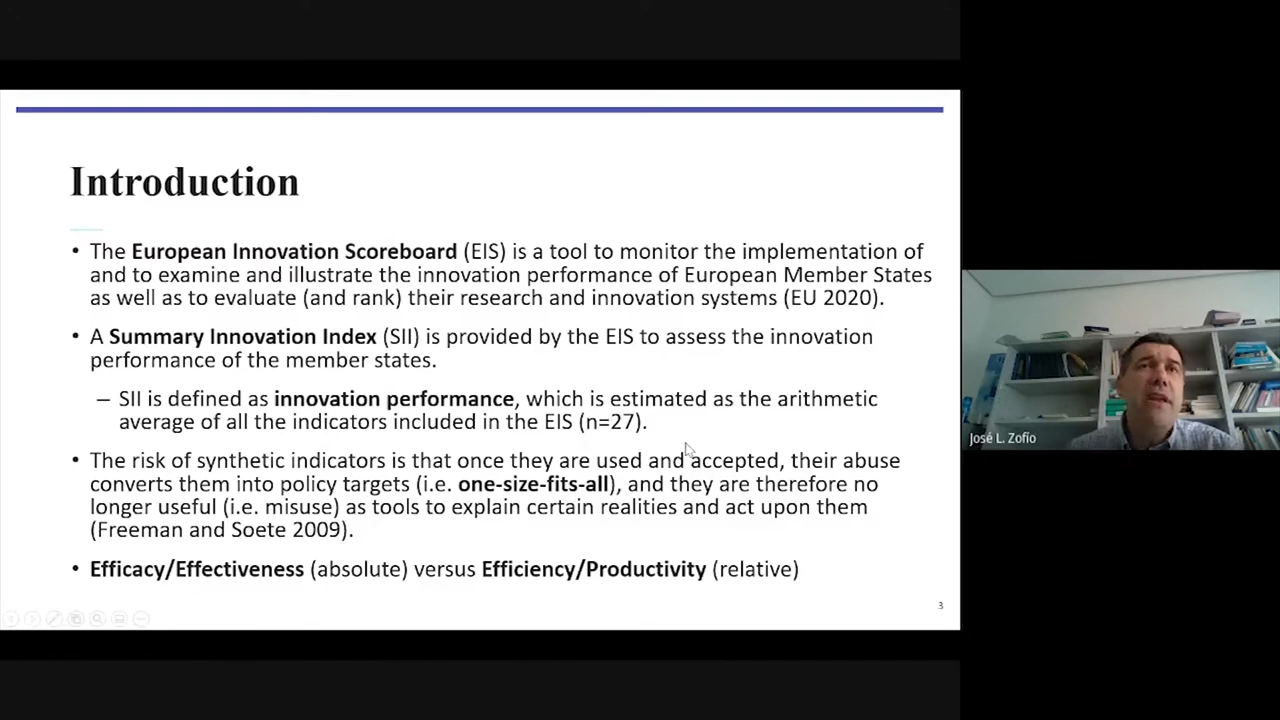 Introduction
• The European Innovation Scoreboard (EIS) is a tool to monitor the implementation of
and to examine and illustrate the innovation performance of European Member States
as well as to evaluate (and rank) their research and innovation systems (EU 2020).
• A Summary Innovation Index (SII) is provided by the EIS to assess the innovation
performance of the member states.
– SII is defined as innovation performance, which is estimated as the arithmetic
average of all the indicators included in the EIS (n=27).
• The risk of synthetic indicators is that once they are used and accepted, their abuse
converts them into policy targets (i.e. one-size-fits-all), and they are therefore no
longer useful (i.e. misuse) as tools to explain certain realities and act upon them
(Freeman and Soete 2009).
• Efficacy/Effectiveness (absolute) versus Efficiency/Productivity (relative)
3
José L. Zofío